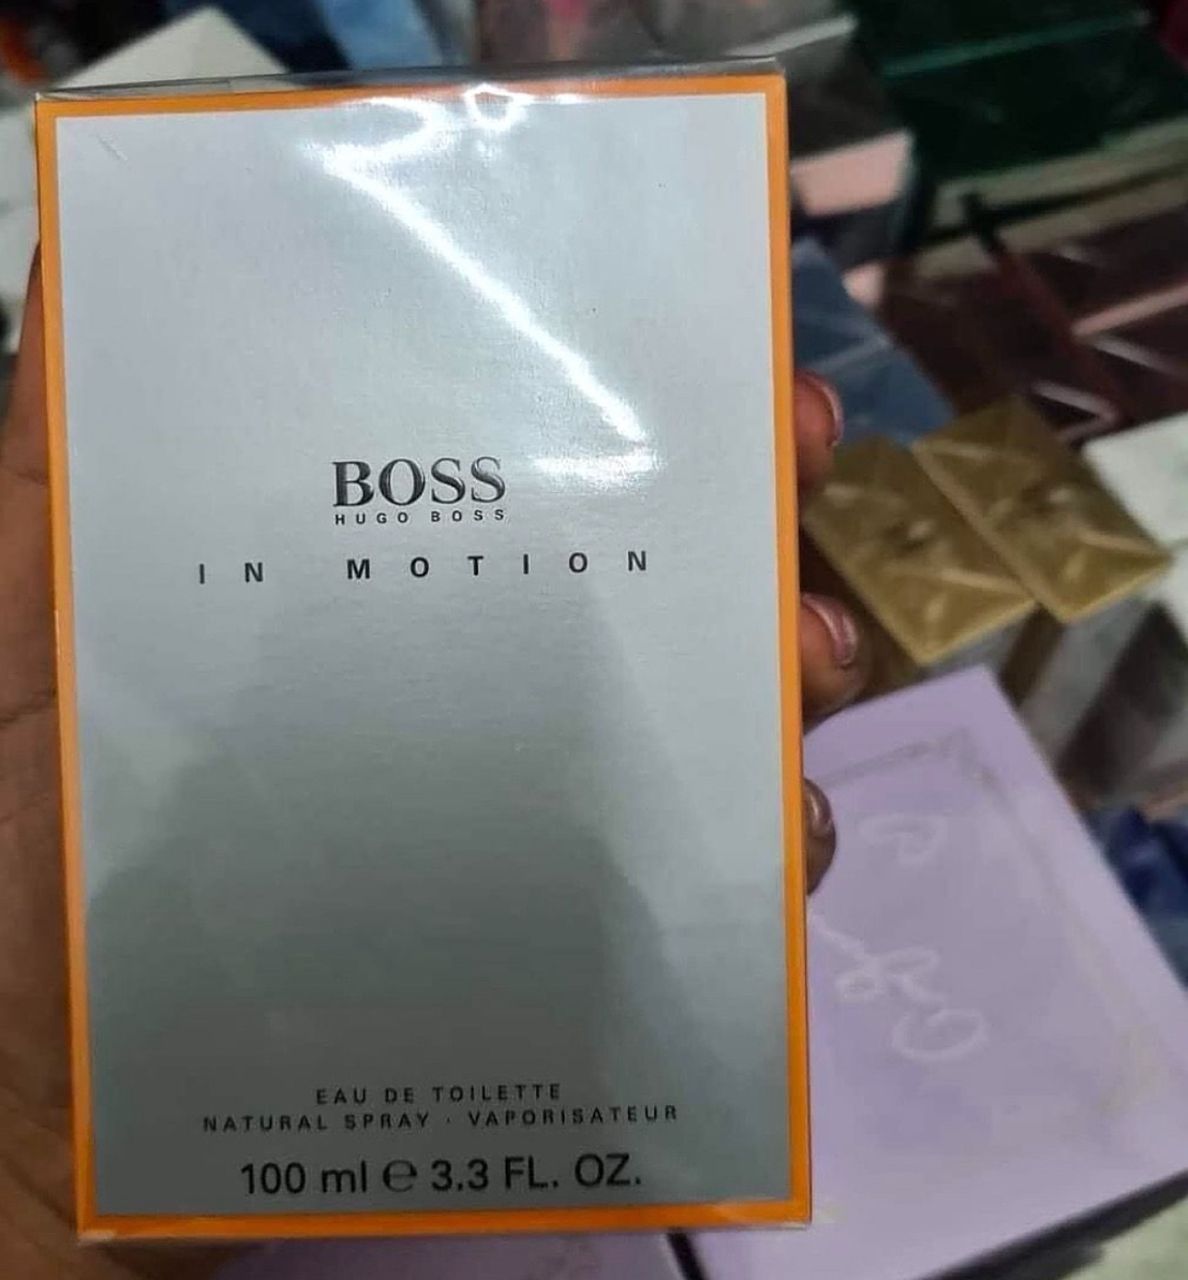 BOSS
HUGO BOSS
IN MOTION
EAU DE TOILETTE
NATURAL SPRAY · VAPORISATEUR
100 ml ℮ 3.3 FL. OZ.